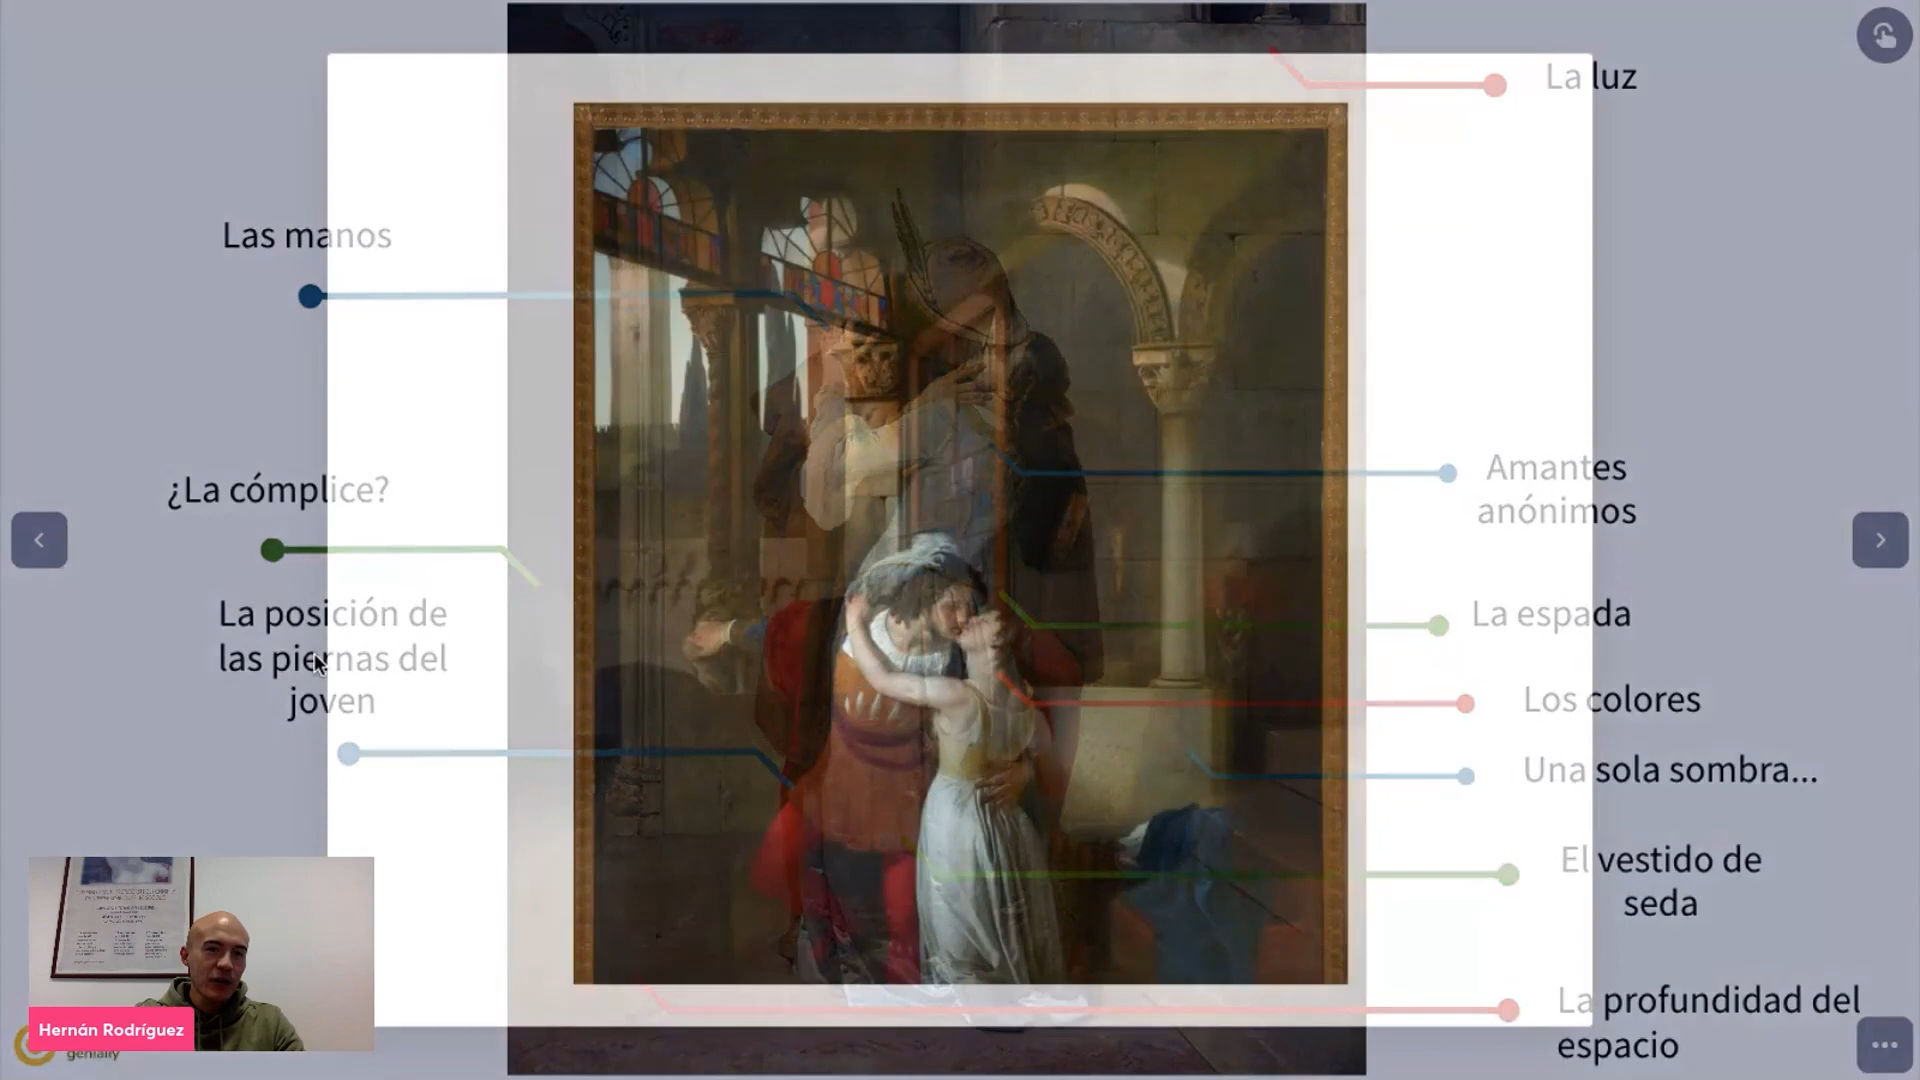 La luz
Las manos
¿La cómplice?
Amantes
anónimos
La posición de
las piernas del
joven
La espada
Los colores
Una sola sombra...
El vestido de
seda
La profundidad del
espacio
Hernán Rodríguez
genially